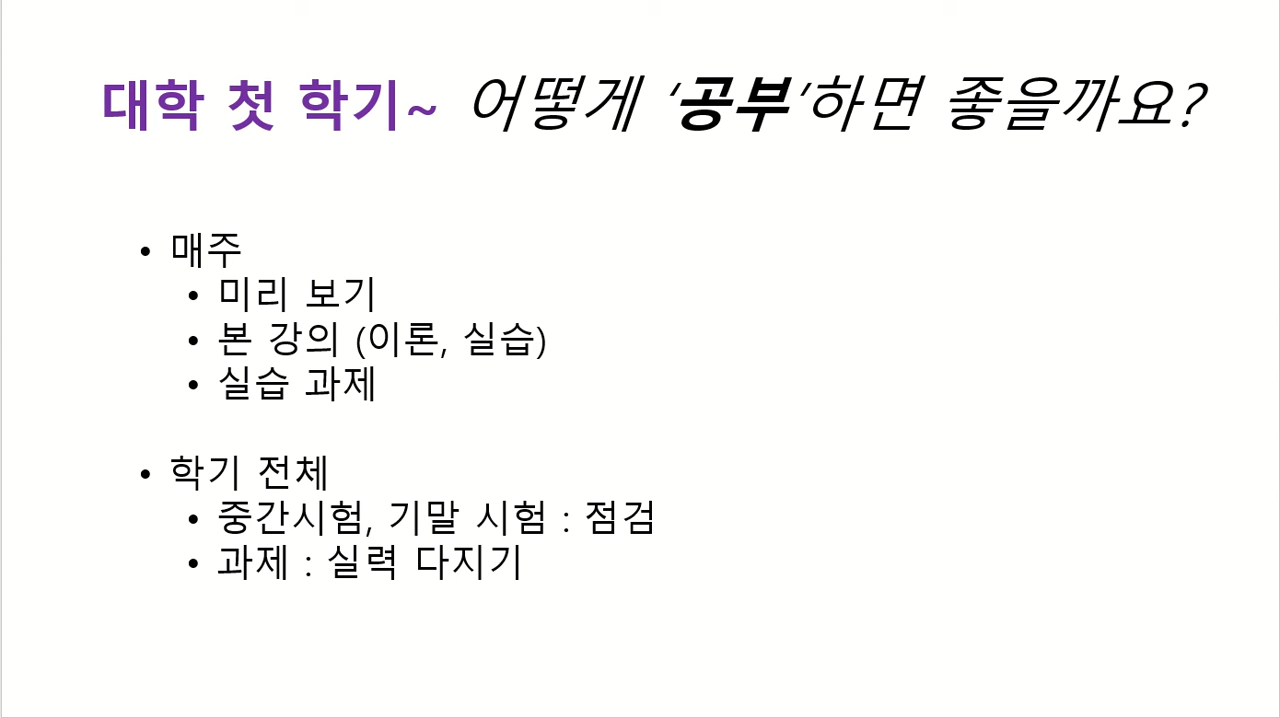 대학 첫 학기~ 어떻게 ‘공부’하면 좋을까요?
• 매주
• 미리 보기
• 본 강의 (이론, 실습)
• 실습 과제
• 학기 전체
• 중간시험, 기말 시험 : 점검
• 과제 : 실력 다지기